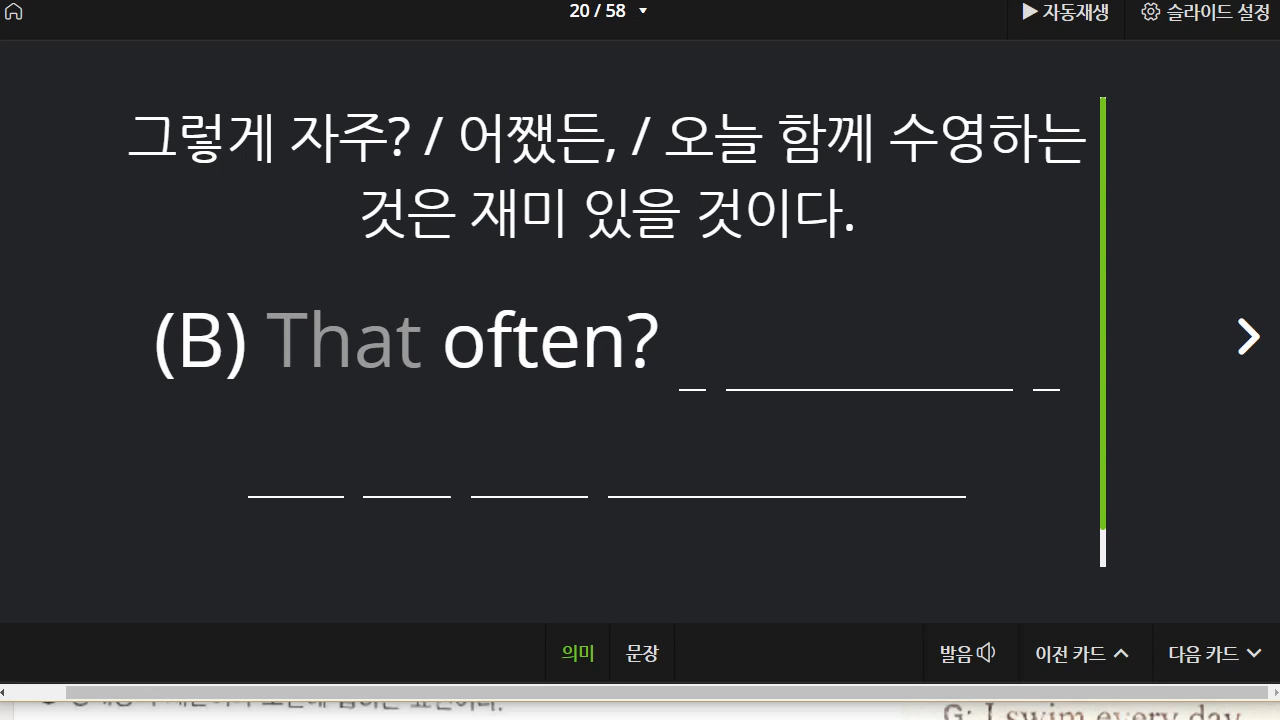 20 / 58
자동재생
슬라이드 설정
그렇게 자주? / 어쨌든, / 오늘 함께 수영하는
것은 재미 있을 것이다.
(B) That often?
의미
문장
발음
이전 카드
다음 카드
G: I swim every day